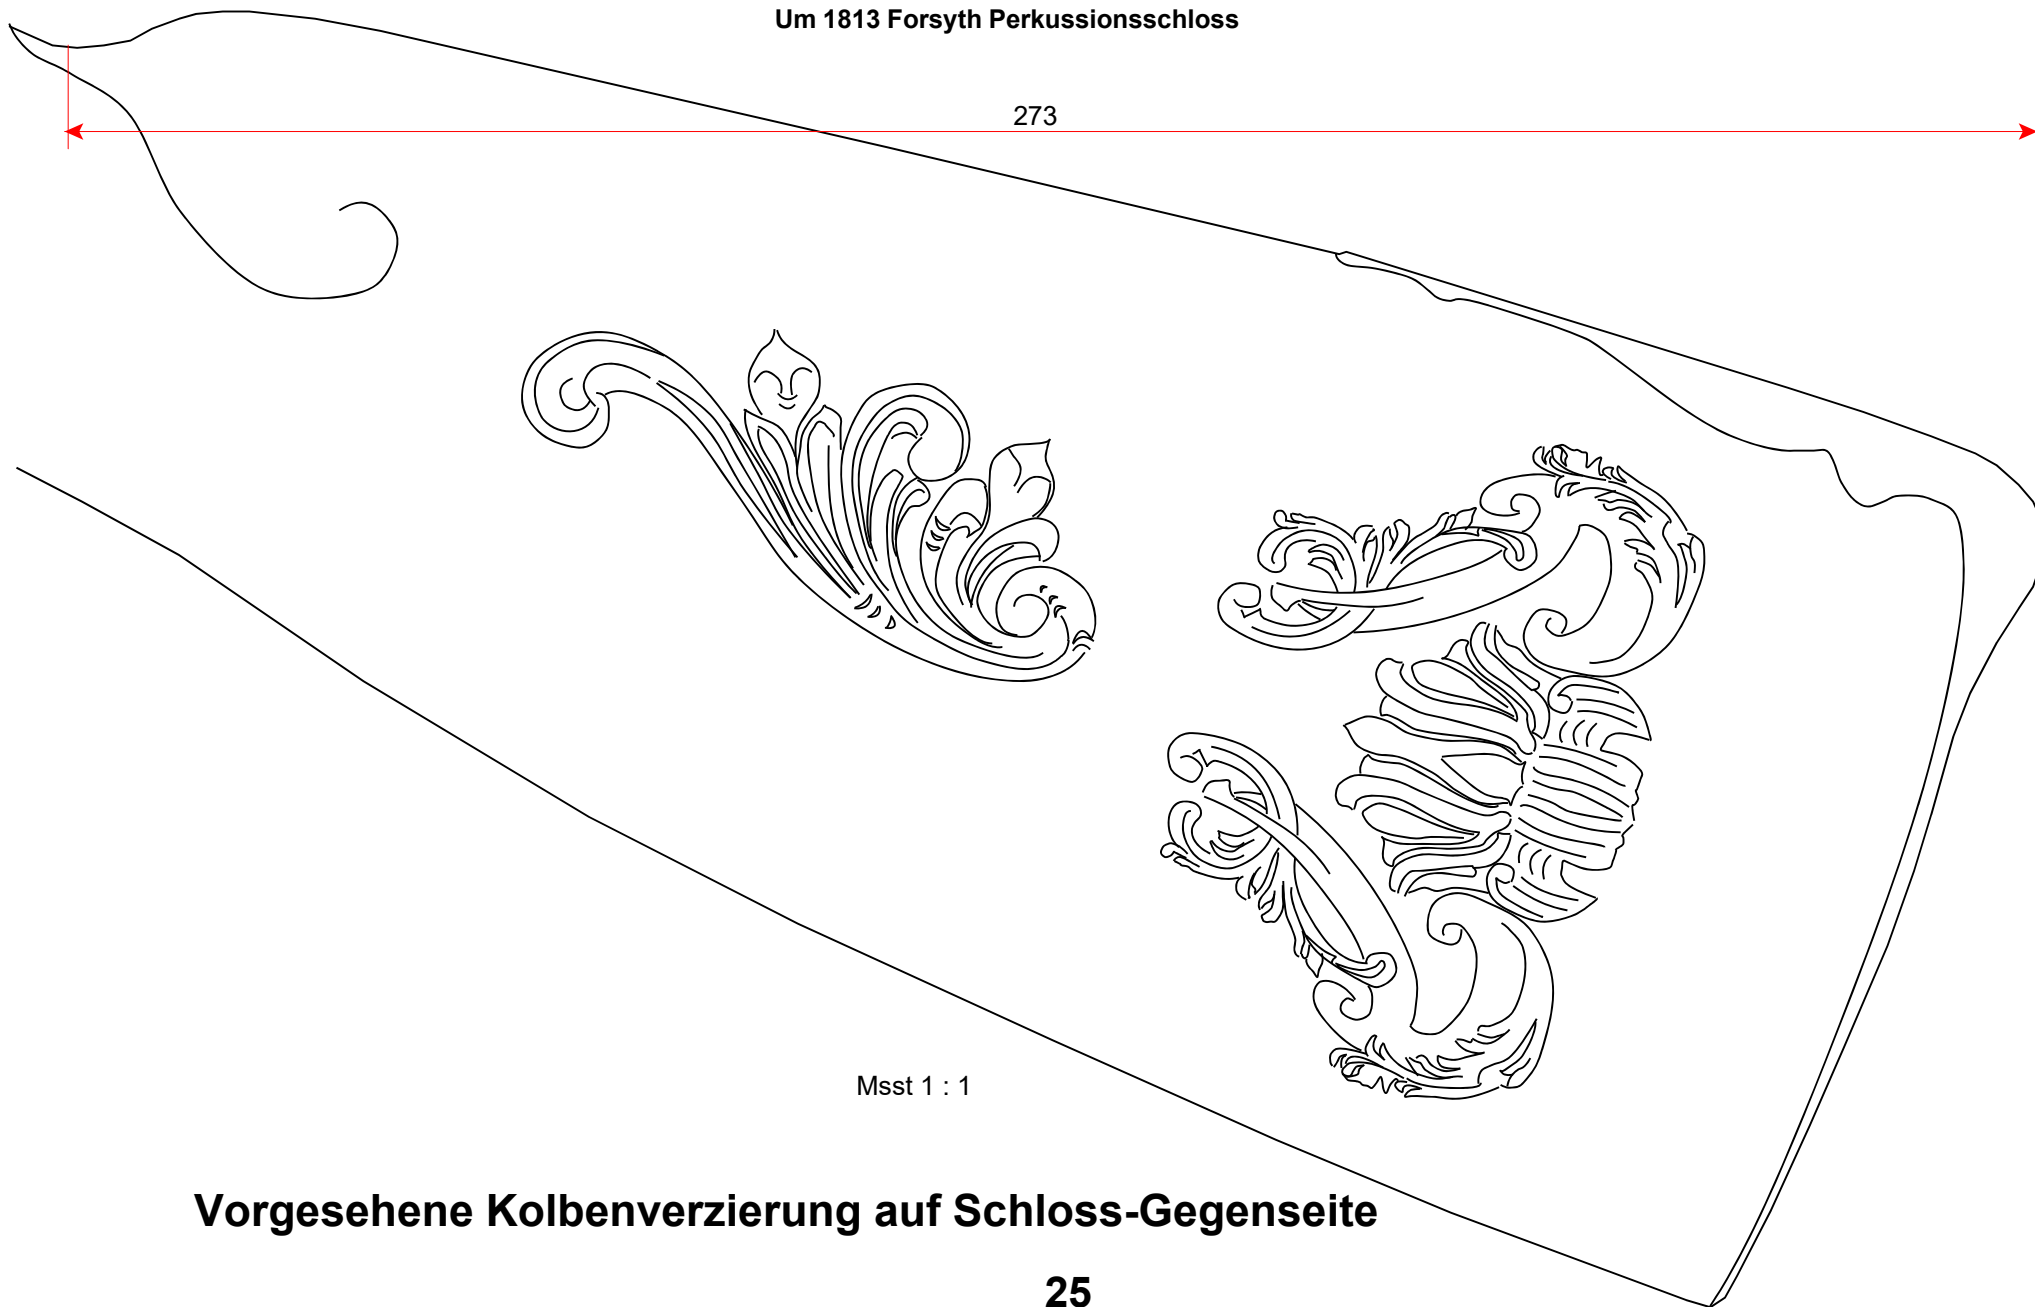 Um 1813 Forsyth Perkussionsschloss
273
Msst 1 : 1
Vorgesehene Kolbenverzierung auf Schloss-Gegenseite
25